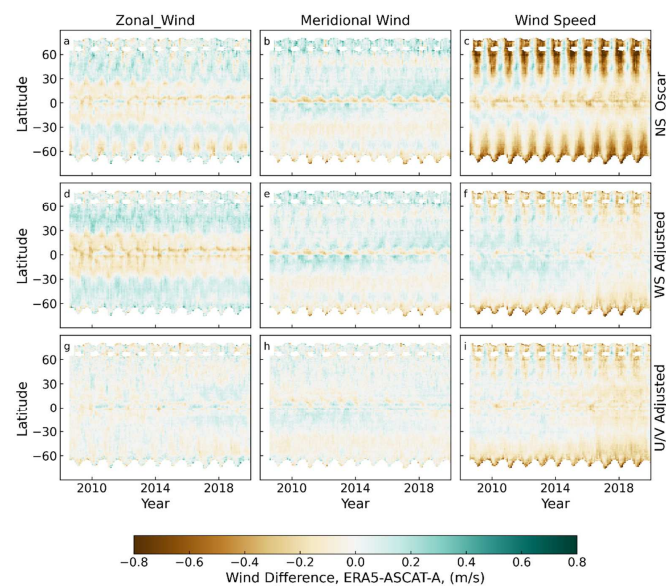 Zonal_Wind Meridional Wind Wind Speed
a b c
Latitude 60 30 0 −30 −60 NS_Oscar
d e f
Latitude 60 30 0 −30 −60 WS Adjusted
g h i
Latitude 60 30 0 −30 −60 U/V Adjusted
2010 2014 2018 2010 2014 2018 2010 2014 2018
Year Year Year
−0.8 −0.6 −0.4 −0.2 0.0 0.2 0.4 0.6 0.8
Wind Difference, ERA5-ASCAT-A, (m/s)